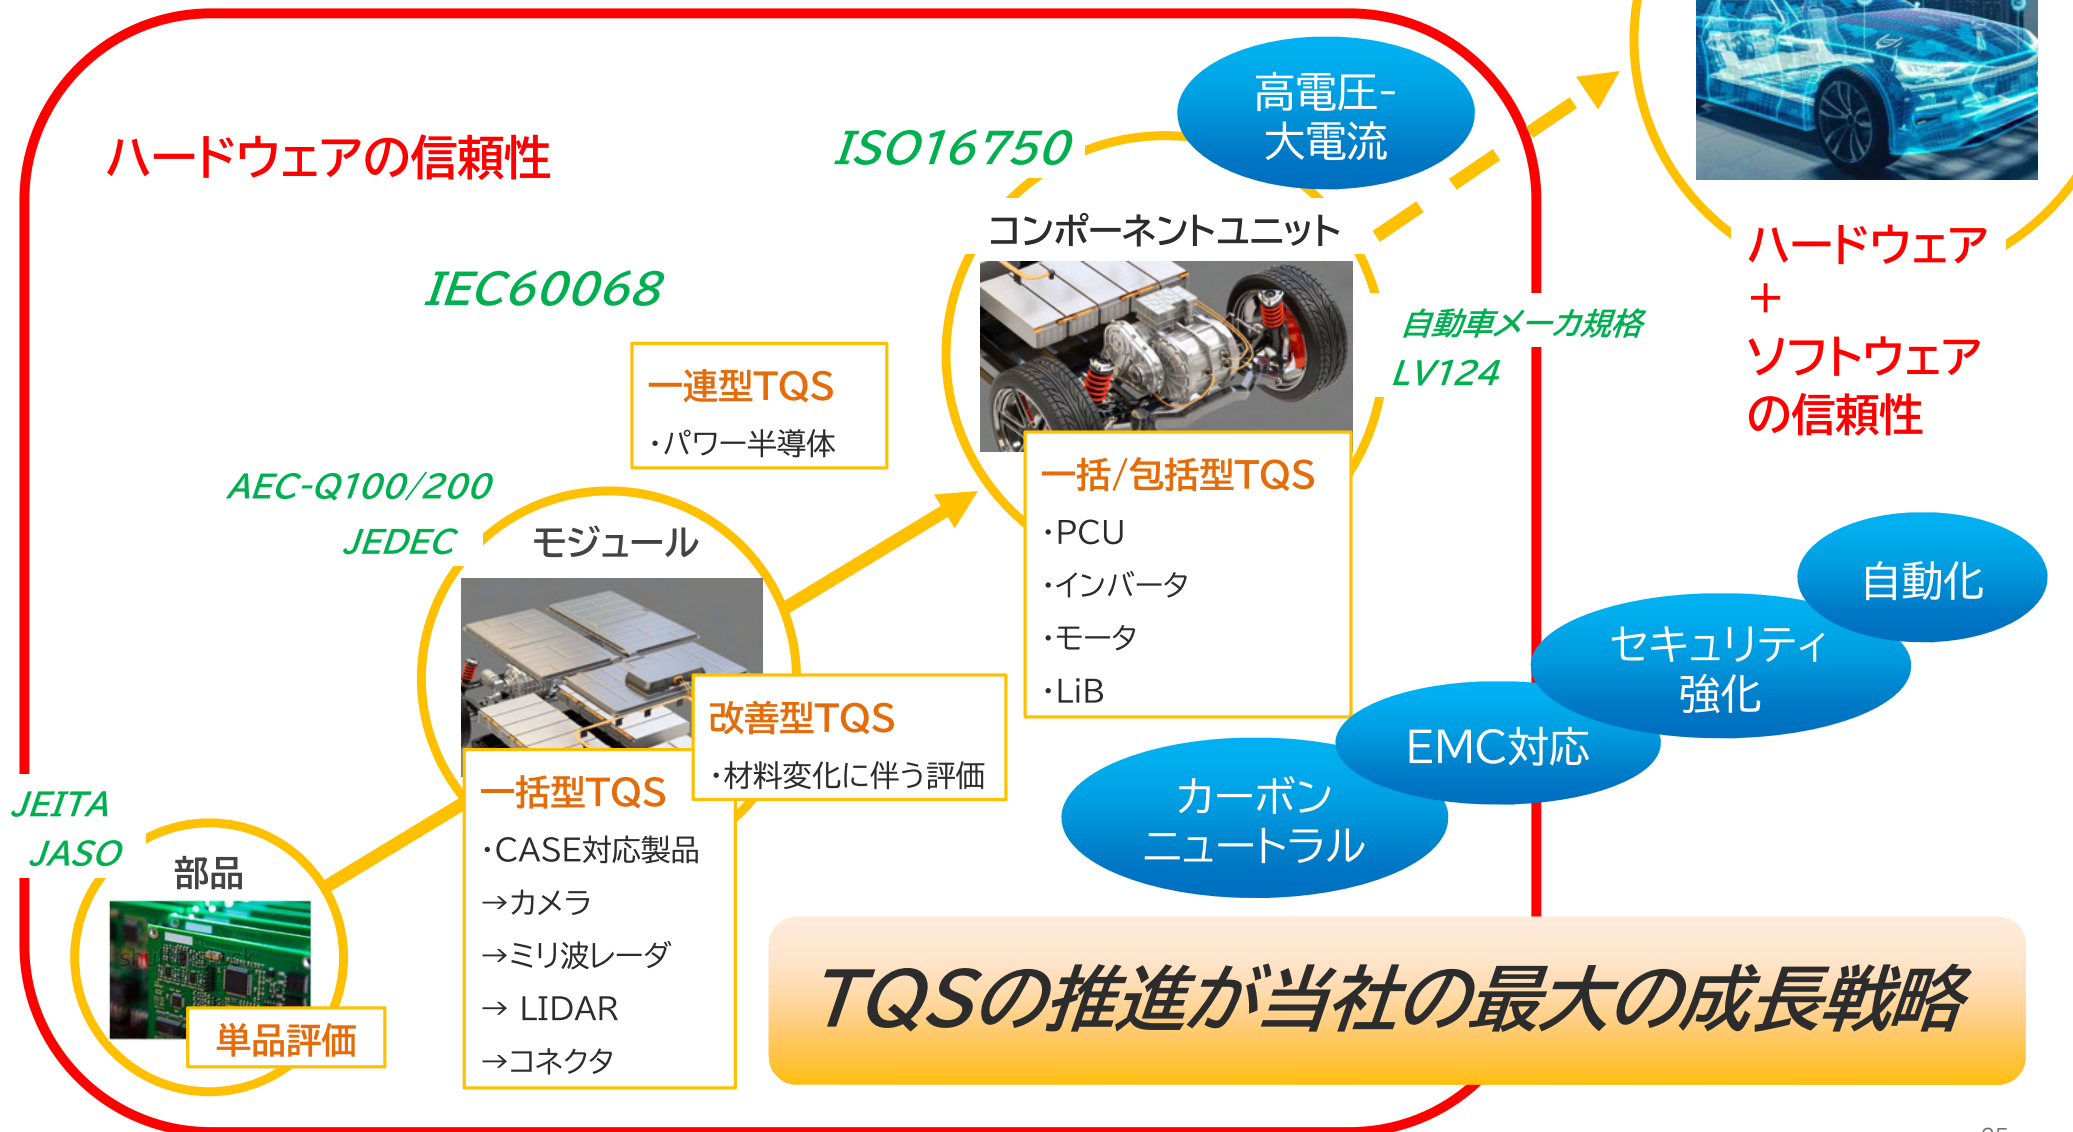 高電圧-
大電流
ハードウェアの信頼性
ISO16750
コンポーネントユニット
ハードウェア
+
ソフトウェア
の信頼性
IEC60068
自動車メーカ規格
LV124
一連型TQS
・パワー半導体
一括/包括型TQS
・PCU
・インバータ
・モータ
・LiB
AEC-Q100/200
JEDEC
モジュール
自動化
セキュリティ
強化
EMC対応
カーボン
ニュートラル
改善型TQS
・材料変化に伴う評価
一括型TQS
・CASE対応製品
→カメラ
→ミリ波レーダ
→ LIDAR
→コネクタ
JEITA
JASO
部品
単品評価
TQSの推進が当社の最大の成長戦略